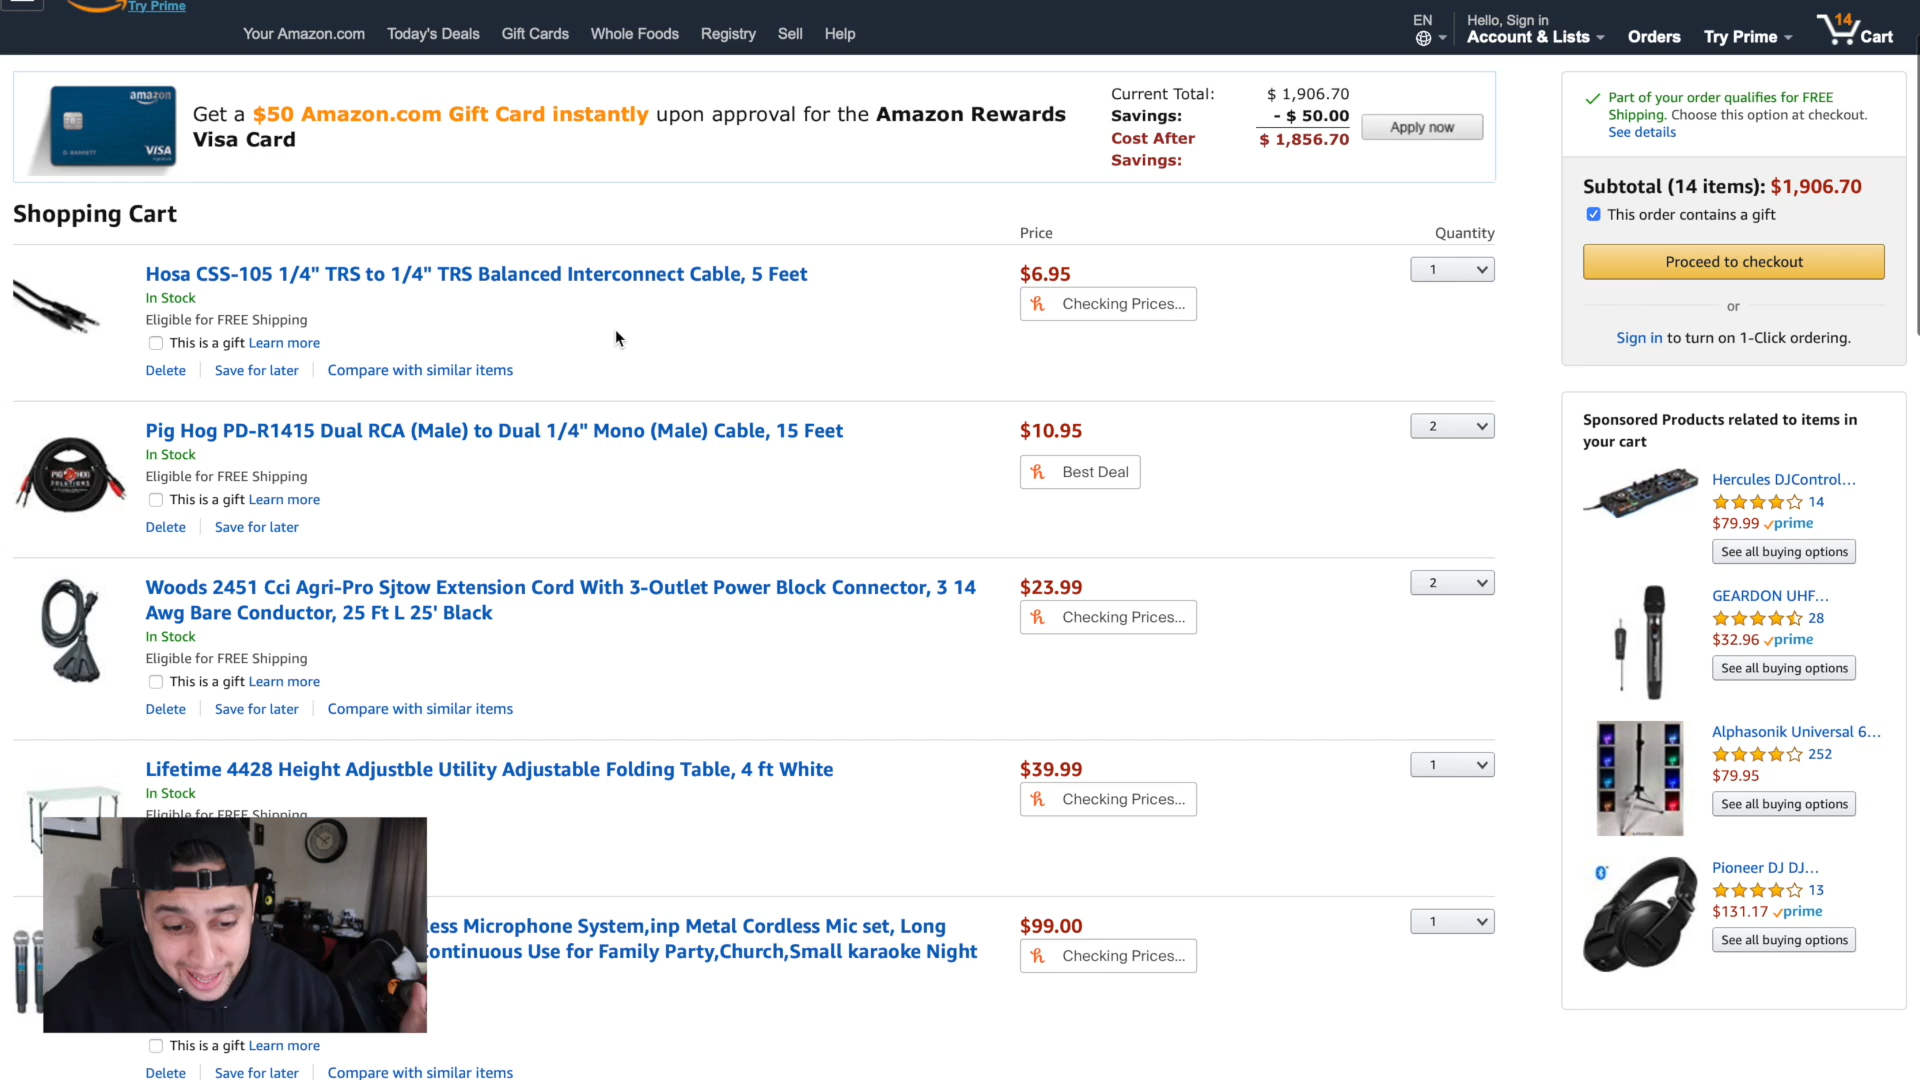 Try Prime
Your Amazon.com Today's Deals Gift Cards Whole Foods Registry Sell Help
EN
Hello, Sign in
Account & Lists Orders Try Prime 14 Cart
amazon
VISA
Get a $50 Amazon.com Gift Card instantly upon approval for the Amazon Rewards
Visa Card
Current Total: $ 1,906.70
Savings: - $ 50.00
Cost After $ 1,856.70
Savings:
Apply now
Part of your order qualifies for FREE
Shipping. Choose this option at checkout.
See details
Subtotal (14 items): $1,906.70
This order contains a gift
Proceed to checkout
or
Sign in to turn on 1-Click ordering.
Shopping Cart
Price Quantity
Hosa CSS-105 1/4" TRS to 1/4" TRS Balanced Interconnect Cable, 5 Feet
In Stock
Eligible for FREE Shipping
This is a gift Learn more
Delete Save for later Compare with similar items
$6.95
Checking Prices...
1
Pig Hog PD-R1415 Dual RCA (Male) to Dual 1/4" Mono (Male) Cable, 15 Feet
In Stock
Eligible for FREE Shipping
This is a gift Learn more
Delete Save for later
$10.95
Best Deal
2
PIG HOG
Woods 2451 Cci Agri-Pro Sjtow Extension Cord With 3-Outlet Power Block Connector, 3 14
Awg Bare Conductor, 25 Ft L 25' Black
In Stock
Eligible for FREE Shipping
This is a gift Learn more
Delete Save for later Compare with similar items
$23.99
Checking Prices...
2
Lifetime 4428 Height Adjustble Utility Adjustable Folding Table, 4 ft White
In Stock
Eligible for FREE Shipping
$39.99
Checking Prices...
1
less Microphone System,inp Metal Cordless Mic set, Long
Continuous Use for Family Party,Church,Small karaoke Night
$99.00
Checking Prices...
1
This is a gift Learn more
Delete Save for later Compare with similar items
Sponsored Products related to items in
your cart
Hercules DJControl...
14
$79.99 prime
See all buying options
GEARDON UHF...
28
$32.96 prime
See all buying options
Alphasonik Universal 6...
252
$79.95
See all buying options
Pioneer DJ DJ...
13
$131.17 prime
See all buying options